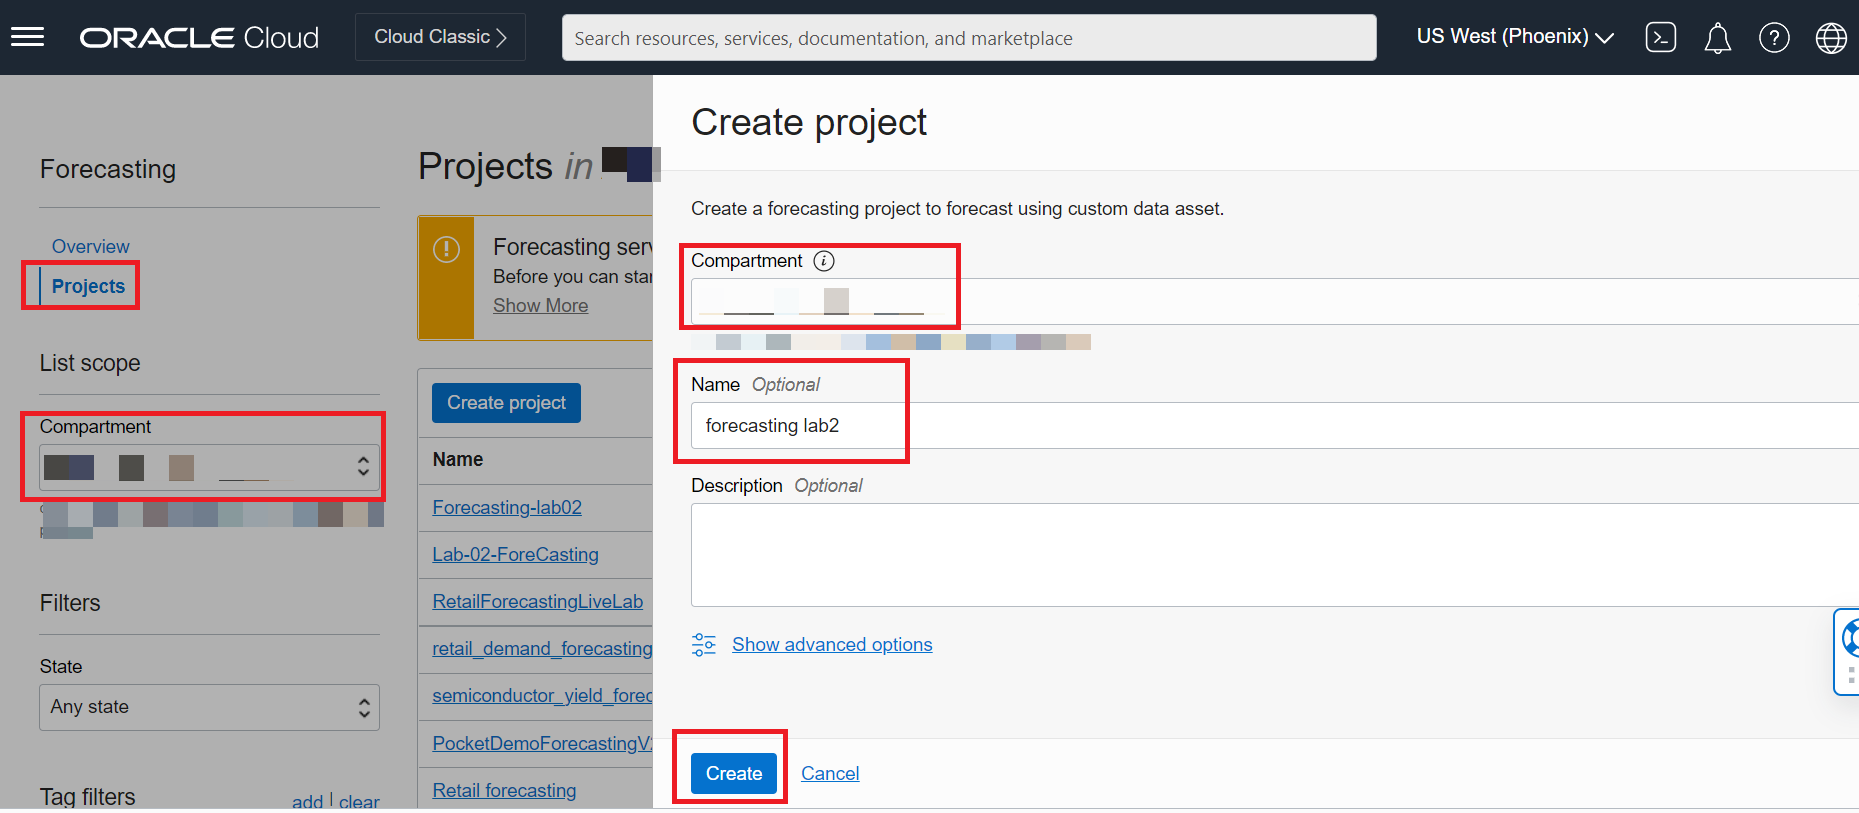 ORACLE Cloud
Cloud Classic
Search resources, services, documentation, and marketplace
US West (Phoenix)
Forecasting
Overview
Projects
List scope
Compartment
Filters
State
Any state
Tag filters
add | clear
Projects in
Forecasting serv
Before you can star
Show More
Create project
Name
Forecasting-lab02
Lab-02-ForeCasting
RetailForecastingLiveLab
retail_demand_forecasting
semiconductor_yield_forec
PocketDemoForecastingV2
Retail forecasting
Create project
Create a forecasting project to forecast using custom data asset.
Compartment
Name Optional
forecasting lab2
Description Optional
Show advanced options
Create
Cancel